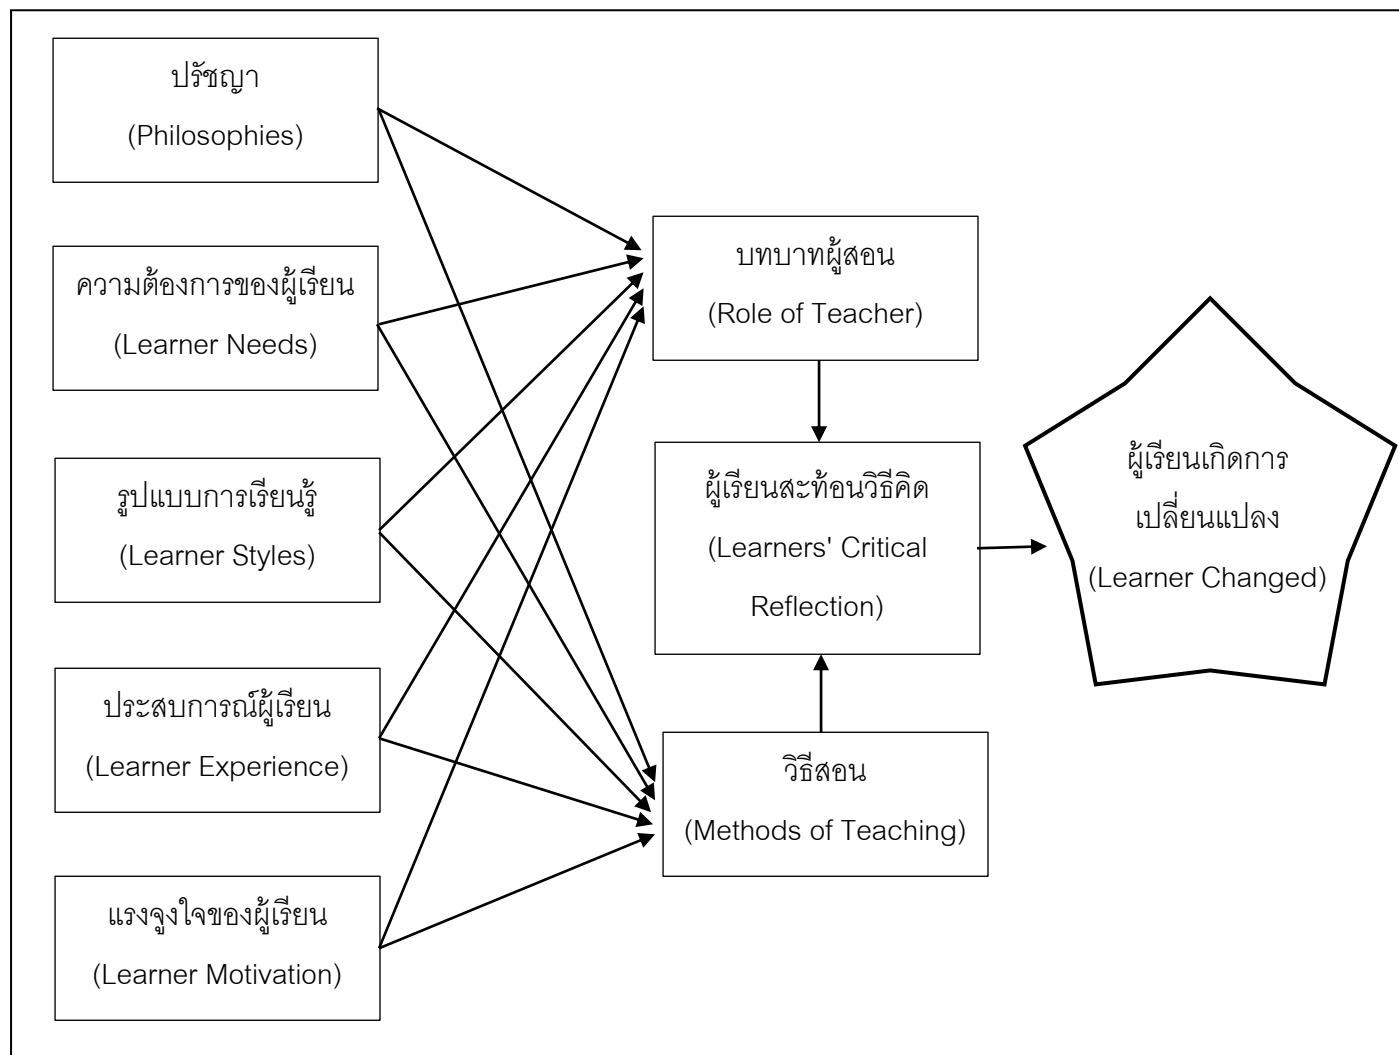 ปรัชญา
(Philosophies)
ความต้องการของผู้เรียน
(Learner Needs)
รูปแบบการเรียนรู้
(Learner Styles)
ประสบการณ์ผู้เรียน
(Learner Experience)
แรงจูงใจของผู้เรียน
(Learner Motivation)
บทบาทผู้สอน
(Role of Teacher)
ผู้เรียนสะท้อนวิธีคิด
(Learners' Critical
Reflection)
วิธีสอน
(Methods of Teaching)
ผู้เรียนเกิดการ
เปลี่ยนแปลง
(Learner Changed)